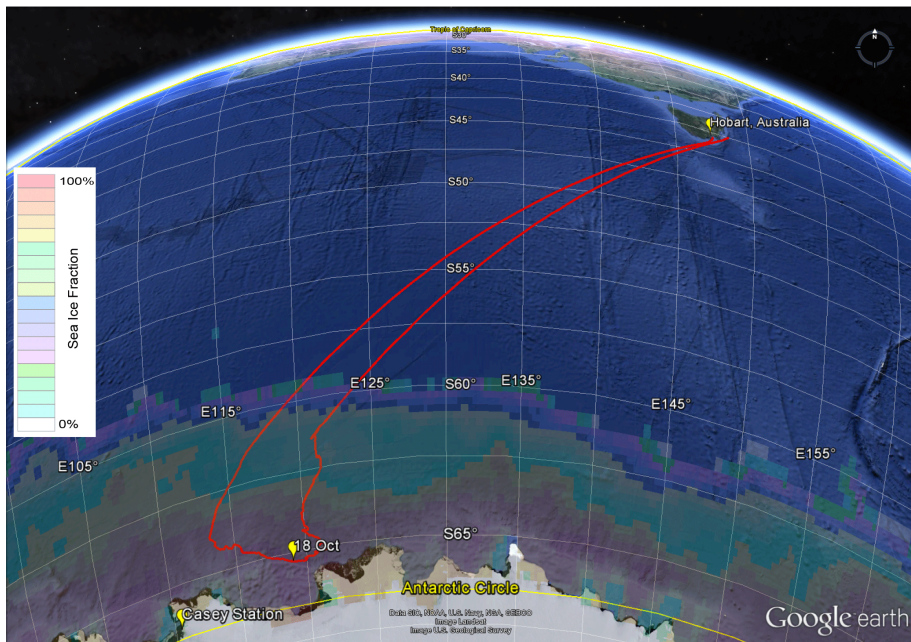 Tropic of Capricorn
S30°
S35°
S40°
N
S45°
Hobart, Australia
S50°
100%
Sea Ice Fraction
0%
S55°
E125°
S60°
E135°
E115°
E145°
E105°
E155°
S65°
18 Oct
Antarctic Circle
Casey Station
Data SIO, NOAA, U.S. Navy, NGA, GEBCO
Image Landsat
Image U.S. Geological Survey
Google earth